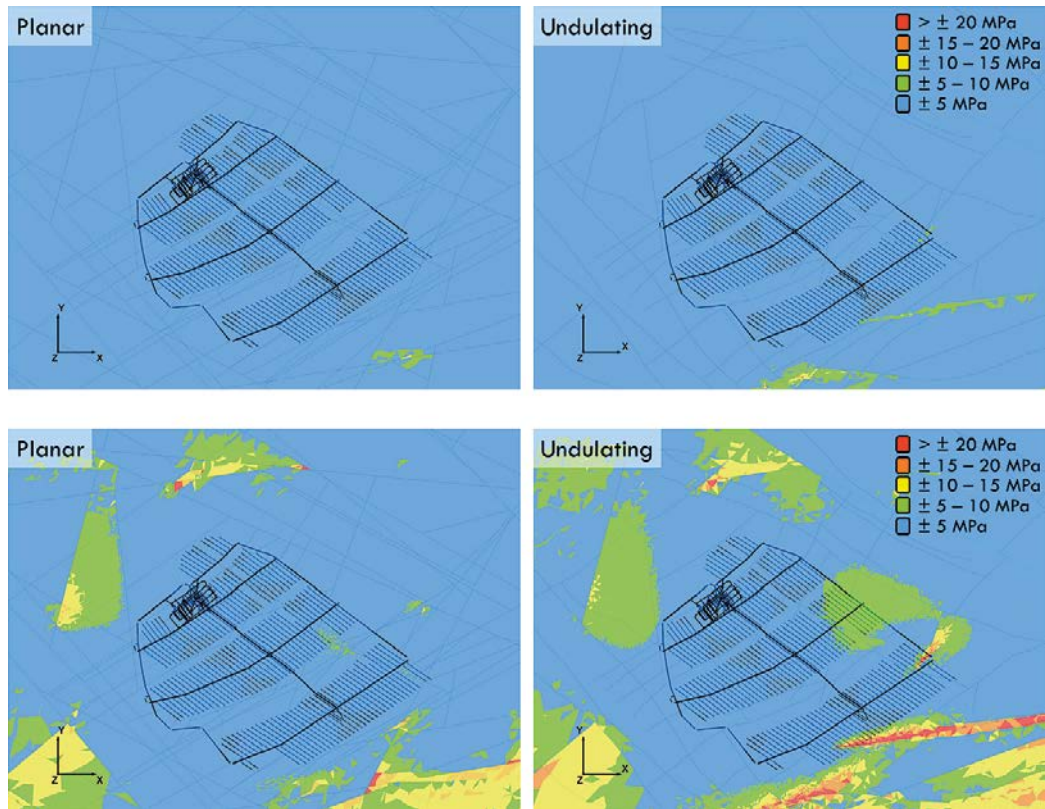 Planar
Undulating
> ± 20 MPa
± 15 – 20 MPa
± 10 – 15 MPa
± 5 – 10 MPa
± 5 MPa
Y
Z
X
Y
Z
X
Planar
Undulating
> ± 20 MPa
± 15 – 20 MPa
± 10 – 15 MPa
± 5 – 10 MPa
± 5 MPa
Y
Z
X
Y
Z
X